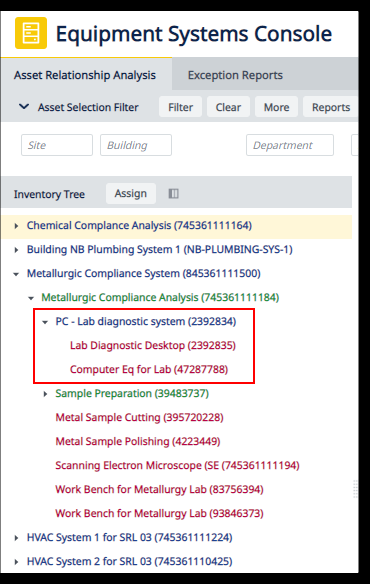 Equipment Systems Console
Asset Relationship Analysis Exception Reports
Asset Selection Filter Filter Clear More Reports
Site Building Department
Inventory Tree Assign
Chemical Complance Analysis (745361111164)
Building NB Plumbing System 1 (NB-PLUMBING-SYS-1)
Metallurgic Compliance System (845361111500)
Metallurgic Compliance Analysis (745361111184)
PC - Lab diagnostic system (2392834)
Lab Diagnostic Desktop (2392835)
Computer Eq for Lab (47287788)
Sample Preparation (39483737)
Metal Sample Cutting (395720228)
Metal Sample Polishing (4223449)
Scanning Electron Microscope (SE (745361111194)
Work Bench for Metallurgy Lab (83756394)
Work Bench for Metallurgy Lab (93846373)
HVAC System 1 for SRL 03 (745361111224)
HVAC System 2 for SRL 03 (745361110425)